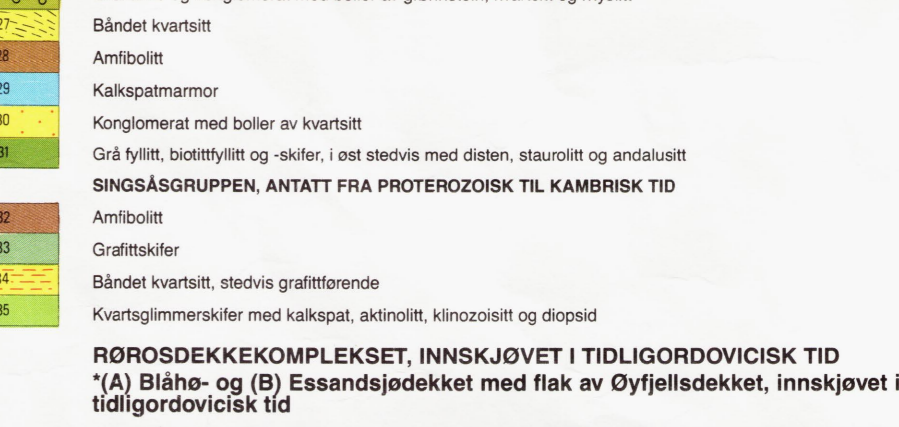 27 Båndet kvartsitt
28 Amfibolitt
29 Kalkspatmarmor
30 Konglomerat med boller av kvartsitt
31 Grå fyllitt, biotittfyllitt og -skifer, i øst stedvis med disten, staurolitt og andalusitt
SINGSÅSGRUPPEN, ANTATT FRA PROTEROZOISK TIL KAMBRISK TID
32 Amfibolitt
33 Grafittskifer
34 Båndet kvartsitt, stedvis grafittførende
35 Kvartsglimmerskifer med kalkspat, aktinolitt, klinozoisitt og diopsid
RØROSDEKKEKOMPLEKSET, INNSKJØVET I TIDLIGORDOVICISK TID
*(A) Blåhø- og (B) Essandsjødekket med flak av Øyfjellsdekket, innskjøvet i
tidligordovicisk tid